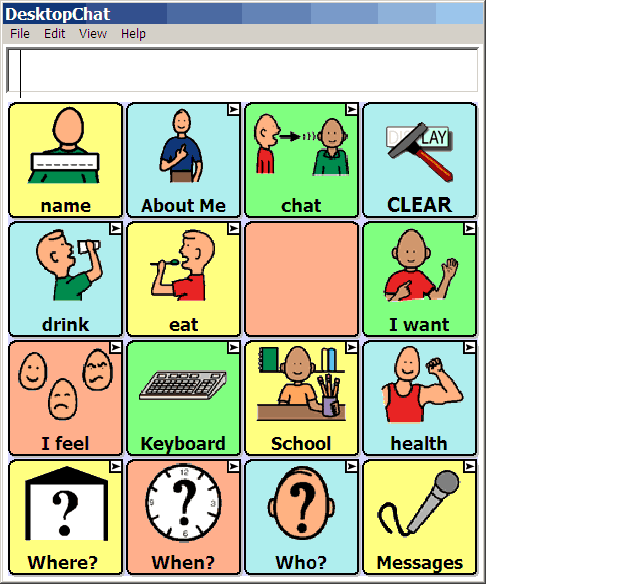 DesktopChat
File Edit View Help
name About Me chat CLEAR
drink eat I want
I feel Keyboard School health
Where? When? Who? Messages